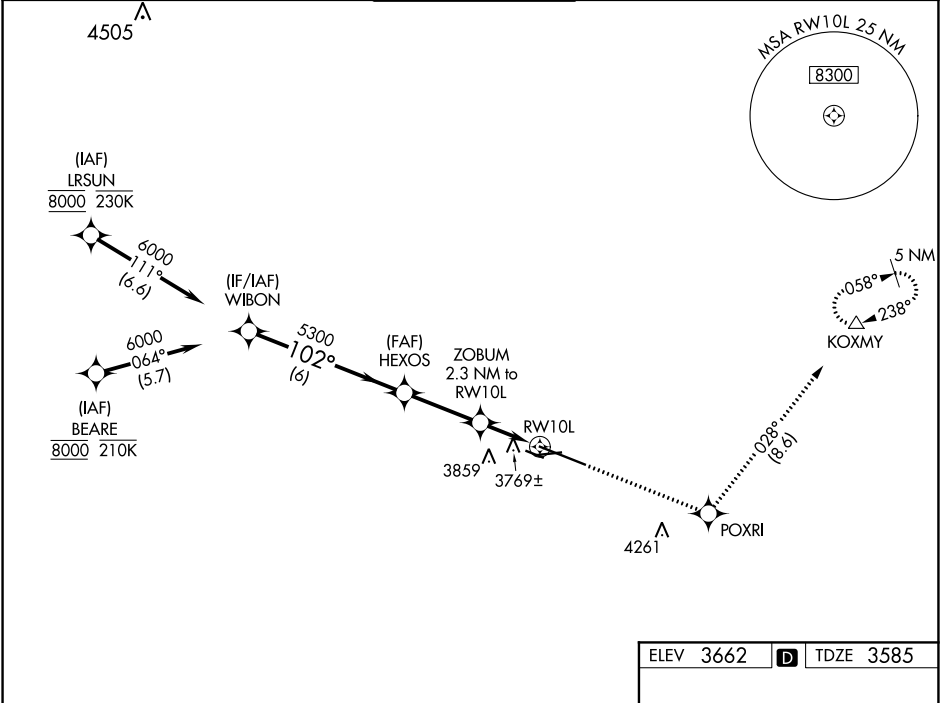 4505
MSA RW10L 25 NM
8300
(IAF)
LRSUN
8000 230K
6000
111°
(6.6)
(IF/IAF)
WIBON
6000
064°
(5.7)
(IAF)
BEARE
8000 210K
5300
102°
(6)
(FAF)
HEXOS
ZOBUM
2.3 NM to
RW10L
RW10L
3859
3769±
4261
POXRI
028°
(8.6)
5 NM
058°
238°
KOXMY
ELEV 3662 D TDZE 3585